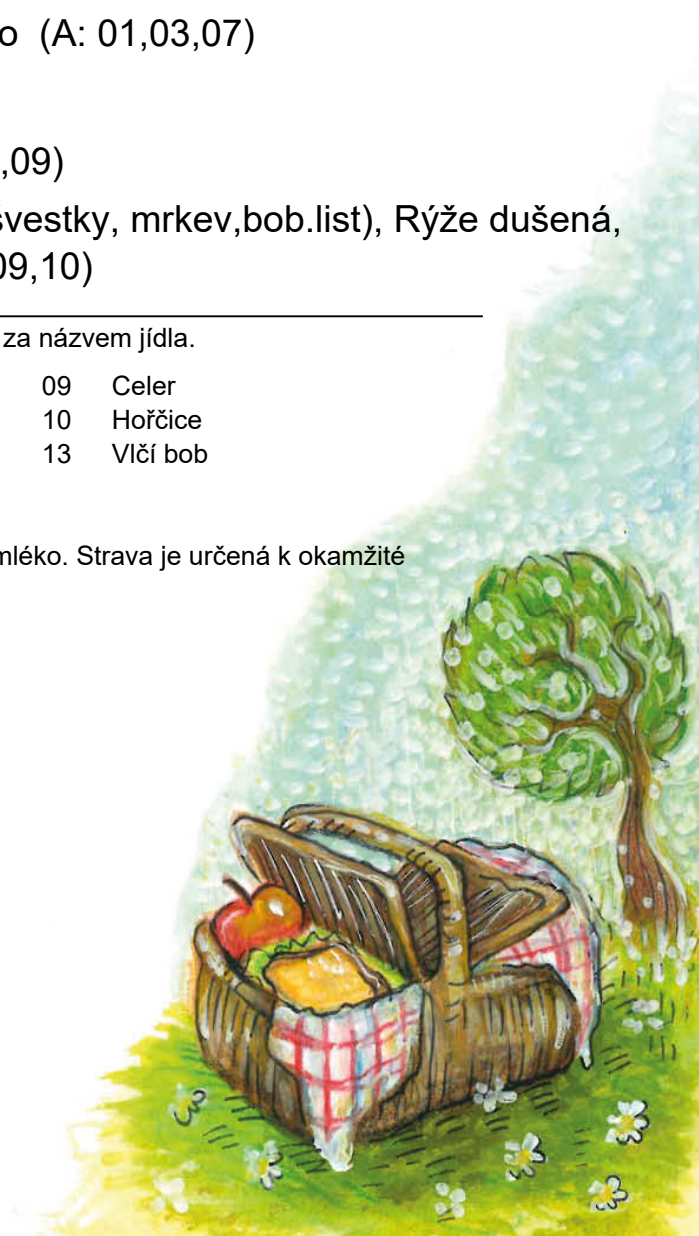 o (A: 01,03,07)
,09)
švestky, mrkev,bob.list), Rýže dušená,
09,10)
za názvem jídla.
09 Celer
10 Hořčice
13 Vlčí bob
mléko. Strava je určená k okamžité